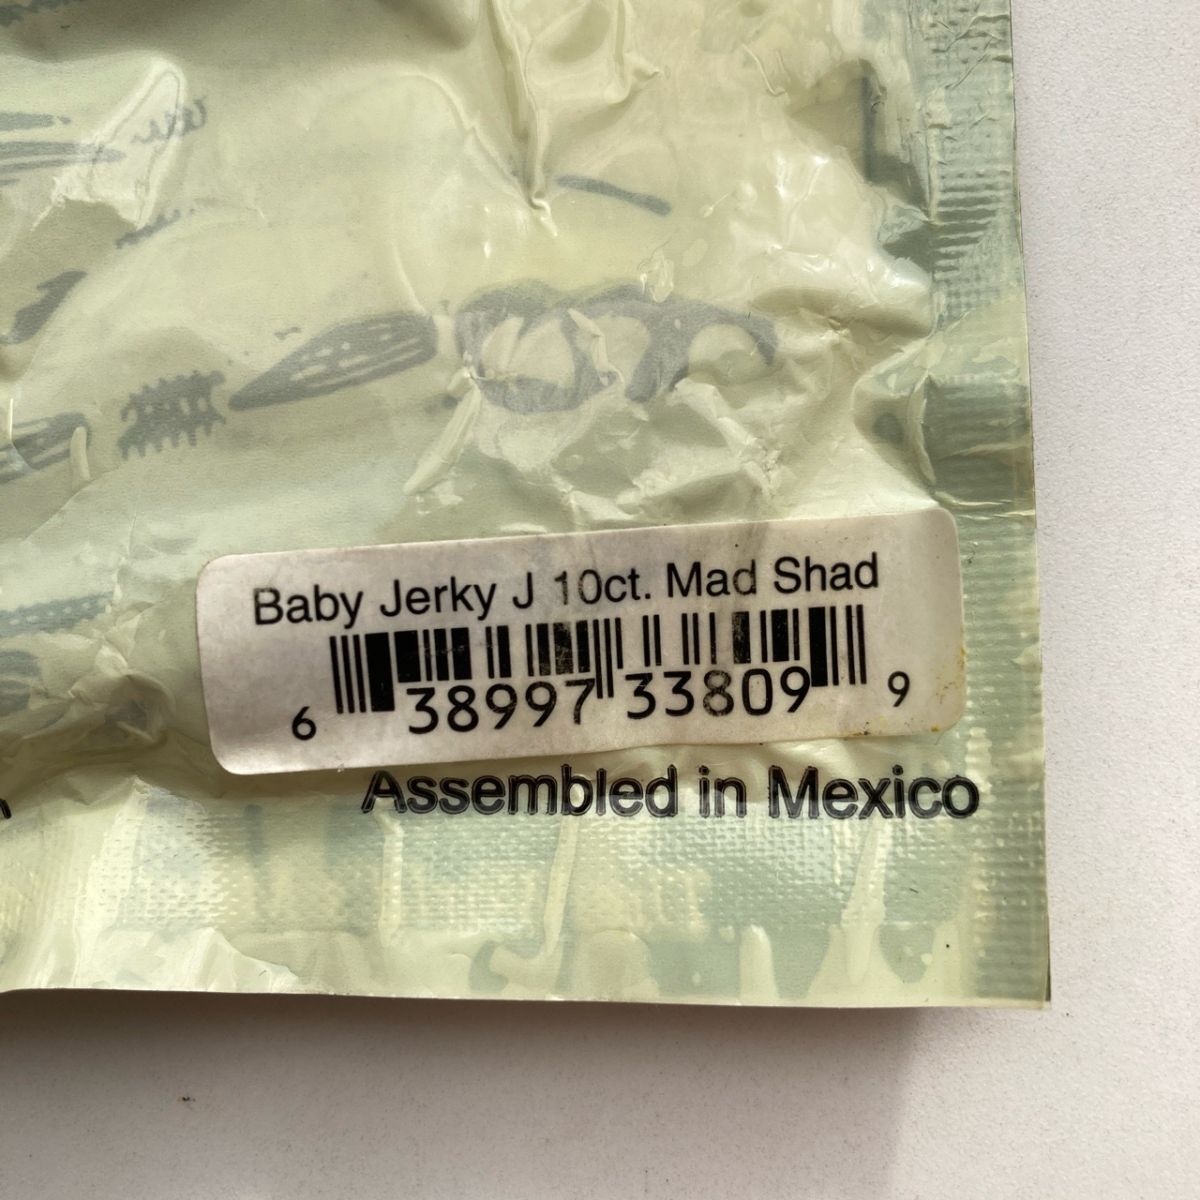 Baby Jerky J 10ct. Mad Shad
6 38997 33809 9
Assembled in Mexico